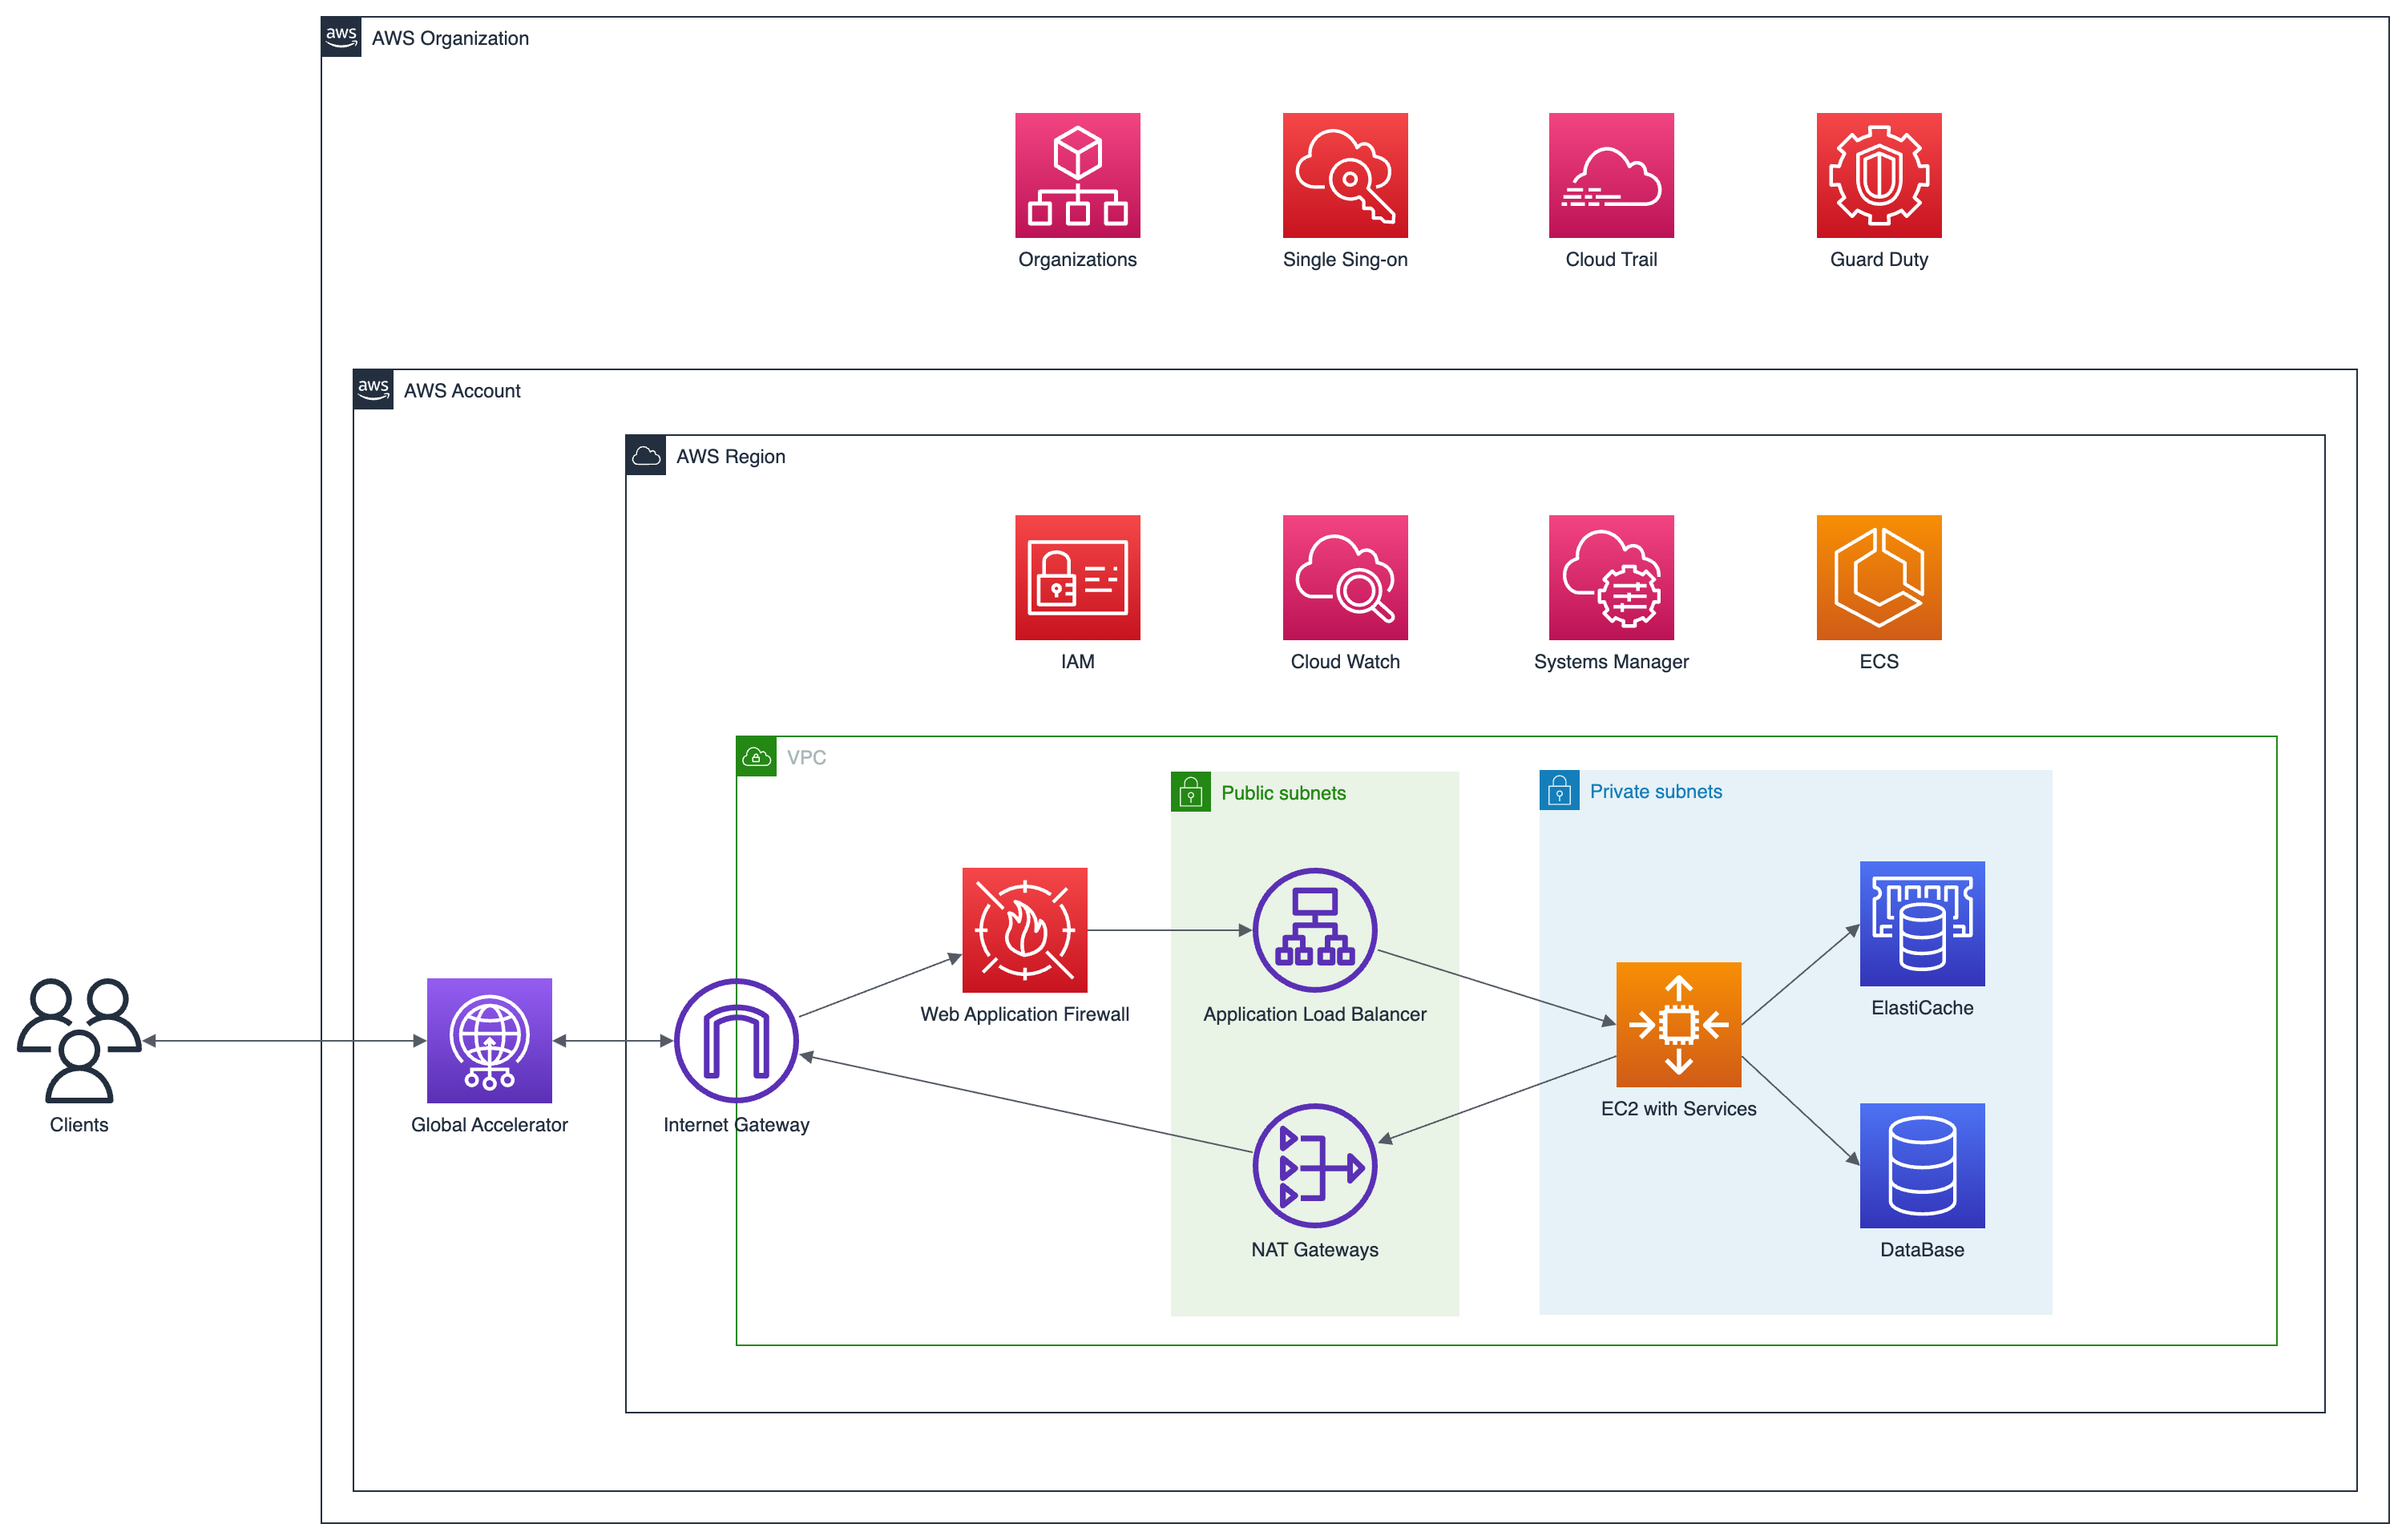 aws AWS Organization
Organizations
Single Sing-on
Cloud Trail
Guard Duty
aws AWS Account
AWS Region
IAM
Cloud Watch
Systems Manager
ECS
VPC
Public subnets
Private subnets
Web Application Firewall
Application Load Balancer
ElastiCache
Clients
Global Accelerator
Internet Gateway
EC2 with Services
NAT Gateways
DataBase